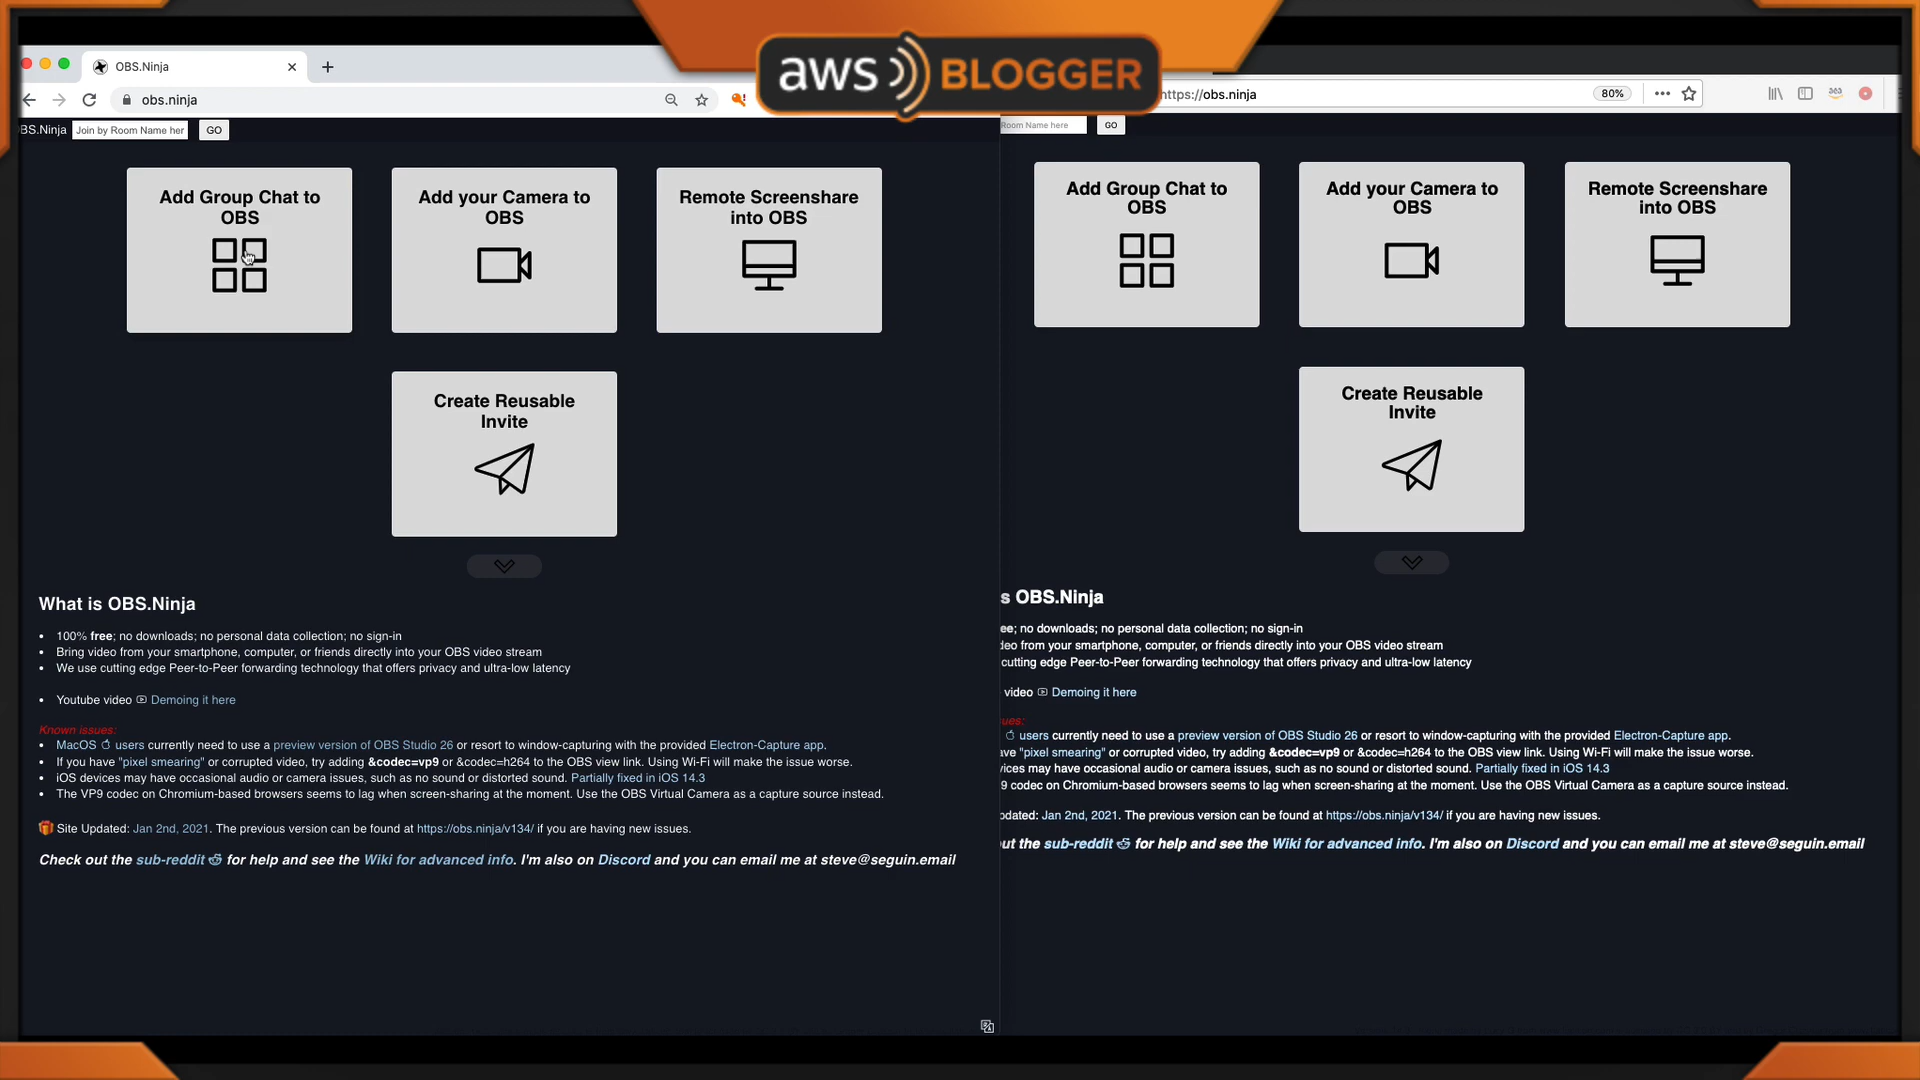 aws BLOGGER
OBS.Ninja
obs.ninja
BS.Ninja
Join by Room Name her
GO
Add Group Chat to
OBS
Add your Camera to
OBS
Remote Screenshare
into OBS
Create Reusable
Invite
What is OBS.Ninja
100% free; no downloads; no personal data collection; no sign-in
Bring video from your smartphone, computer, or friends directly into your OBS video stream
We use cutting edge Peer-to-Peer forwarding technology that offers privacy and ultra-low latency
Youtube video Demoing it here
Known issues:
MacOS users currently need to use a preview version of OBS Studio 26 or resort to window-capturing with the provided Electron-Capture app.
If you have "pixel smearing" or corrupted video, try adding &codec=vp9 or &codec=h264 to the OBS view link. Using Wi-Fi will make the issue worse.
iOS devices may have occasional audio or camera issues, such as no sound or distorted sound. Partially fixed in iOS 14.3
The VP9 codec on Chromium-based browsers seems to lag when screen-sharing at the moment. Use the OBS Virtual Camera as a capture source instead.
Site Updated: Jan 2nd, 2021. The previous version can be found at https://obs.ninja/v134/ if you are having new issues.
Check out the sub-reddit for help and see the Wiki for advanced info. I'm also on Discord and you can email me at steve@seguin.email
https://obs.ninja
80%
Room Name here
GO
Add Group Chat to
OBS
Add your Camera to
OBS
Remote Screenshare
into OBS
Create Reusable
Invite
s OBS.Ninja
ee; no downloads; no personal data collection; no sign-in
deo from your smartphone, computer, or friends directly into your OBS video stream
cutting edge Peer-to-Peer forwarding technology that offers privacy and ultra-low latency
video Demoing it here
ues:
users currently need to use a preview version of OBS Studio 26 or resort to window-capturing with the provided Electron-Capture app.
ve "pixel smearing" or corrupted video, try adding &codec=vp9 or &codec=h264 to the OBS view link. Using Wi-Fi will make the issue worse.
vices may have occasional audio or camera issues, such as no sound or distorted sound. Partially fixed in iOS 14.3
9 codec on Chromium-based browsers seems to lag when screen-sharing at the moment. Use the OBS Virtual Camera as a capture source instead.
pdated: Jan 2nd, 2021. The previous version can be found at https://obs.ninja/v134/ if you are having new issues.
ut the sub-reddit for help and see the Wiki for advanced info. I'm also on Discord and you can email me at steve@seguin.email